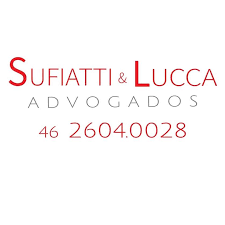 SUFIATTI & LUCCA
ADVOGADOS
46 2604.0028